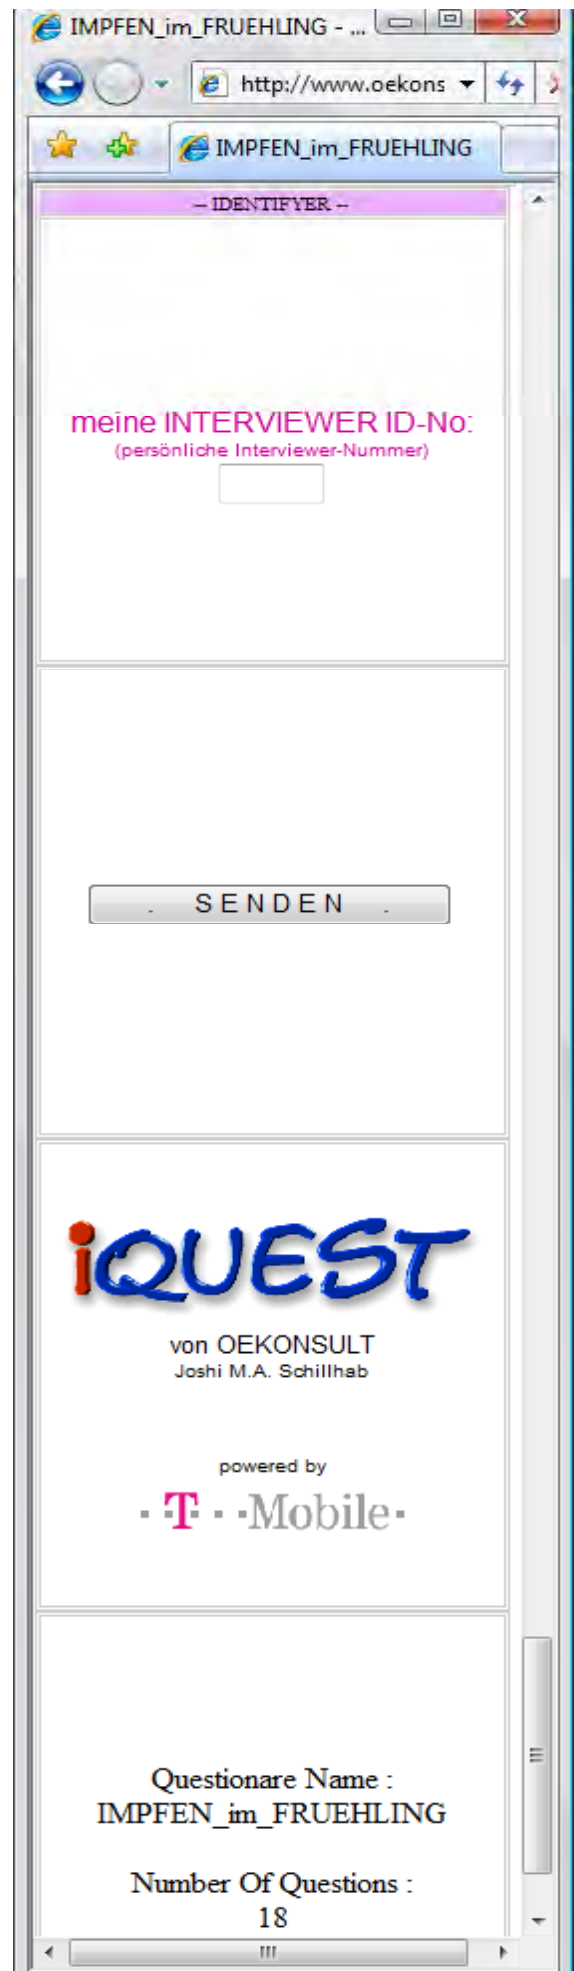 IMPFEN_im_FRUEHLING - ...
http://www.oekons
IMPFEN_im_FRUEHLING
-- IDENTIFYER --
meine INTERVIEWER ID-No:
(persönliche Interviewer-Nummer)
. S E N D E N .
iQUEST
von OEKONSULT
Joshi M.A. Schillhab
powered by
T Mobile
Questionare Name :
IMPFEN_im_FRUEHLING
Number Of Questions :
18